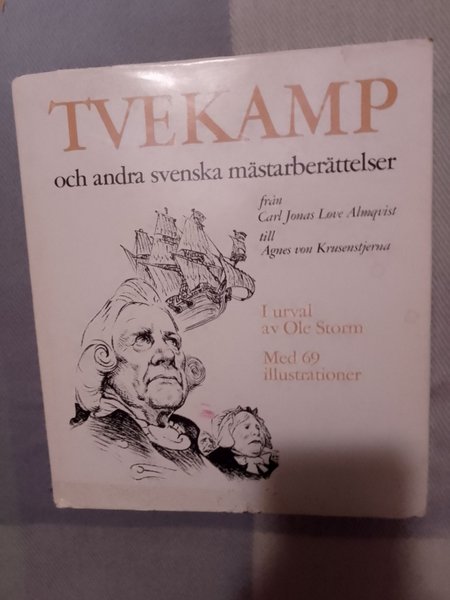 TVEKAMP
och andra svenska mästarberättelser
från
Carl Jonas Love Almqvist
till
Agnes von Krusenstjerna
I urval
av Ole Storm
Med 69
illustrationer